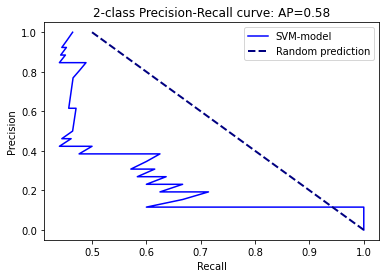 2-class Precision-Recall curve: AP=0.58
SVM-model
Random prediction
Precision
1.0
0.8
0.6
0.4
0.2
0.0
0.5
0.6
0.7
0.8
0.9
1.0
Recall